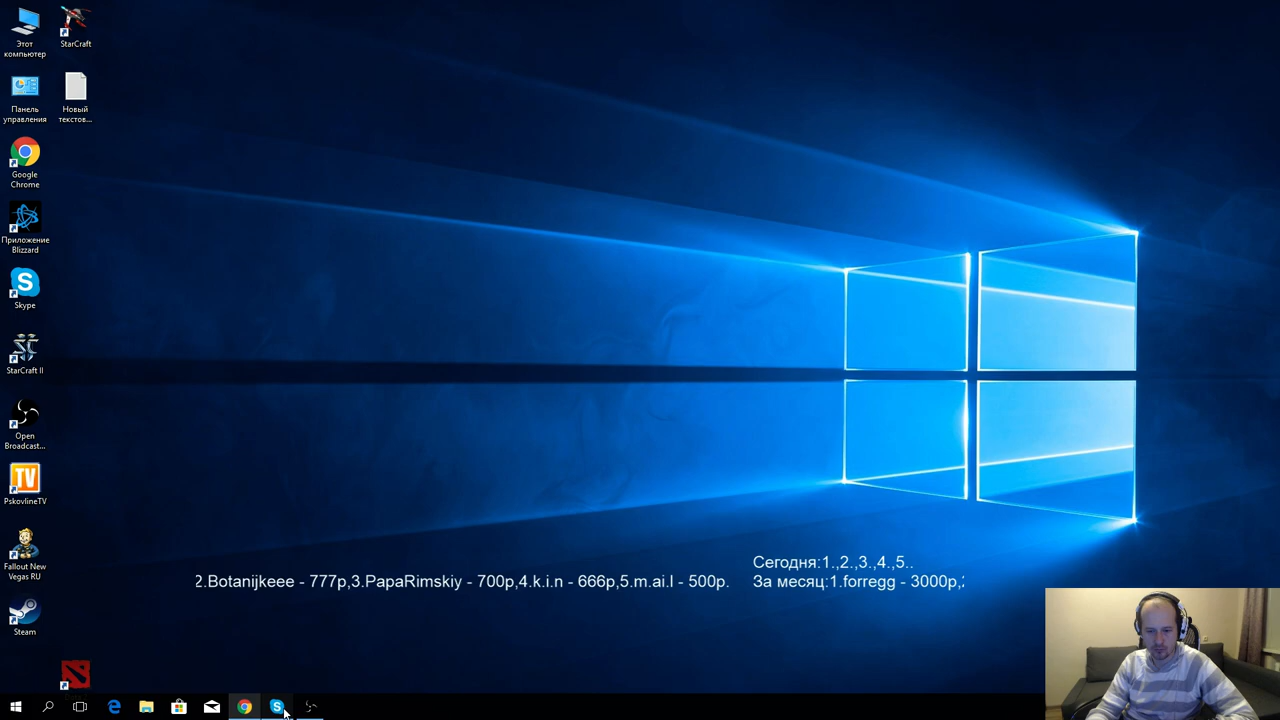 Этот
компьютер
StarCraft
Панель
управления
Новый
текстов...
Google
Chrome
Приложение
Blizzard
Skype
StarCraft II
Open
Broadcast...
PskovlineTV
Fallout New
Vegas RU
Steam
Сегодня:1.,2.,3.,4.,5..
2.Botanijkeee - 777р,3.PapaRimskiy - 700р,4.k.i.n - 666р,5.m.ai.l - 500р.
За месяц:1.forregg - 3000р,